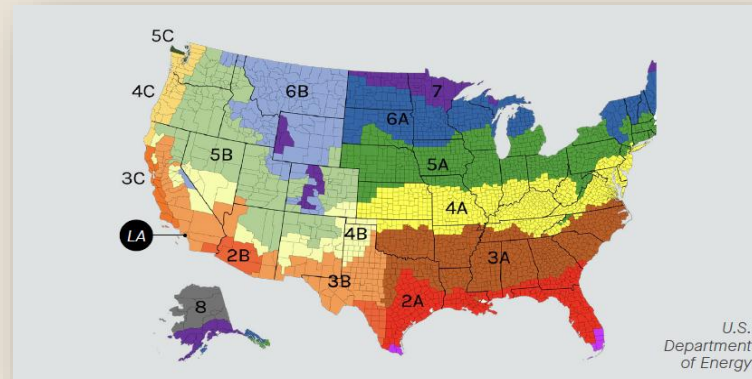 5C
4C
6B
7
6A
5B
5A
3C
4A
4B
LA
2B
3A
3B
2A
8
U.S.
Department
of Energy